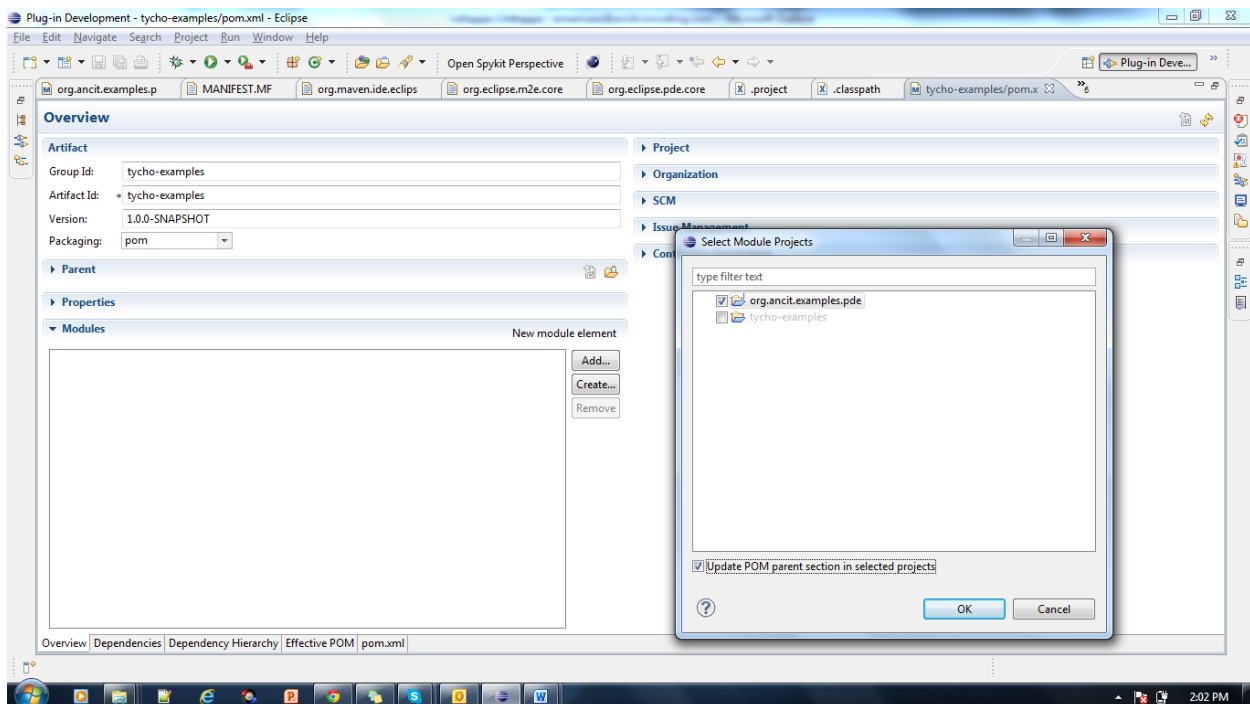 Plug-in Development - tycho-examples/pom.xml - Eclipse
File Edit Navigate Search Project Run Window Help
Open Spykit Perspective
Plug-in Deve...
org.ancit.examples.p MANIFEST.MF org.maven.ide.eclips org.eclipse.m2e.core org.eclipse.pde.core .project .classpath tycho-examples/pom.x
6
Overview
Artifact
Group Id: tycho-examples
Artifact Id: * tycho-examples
Version: 1.0.0-SNAPSHOT
Packaging: pom
Parent
Properties
Modules
New module element
Add...
Create...
Remove
Project
Organization
SCM
Issue Management
Cont
Select Module Projects
type filter text
org.ancit.examples.pde
tycho-examples
Update POM parent section in selected projects
OK Cancel
Overview Dependencies Dependency Hierarchy Effective POM pom.xml
2:02 PM